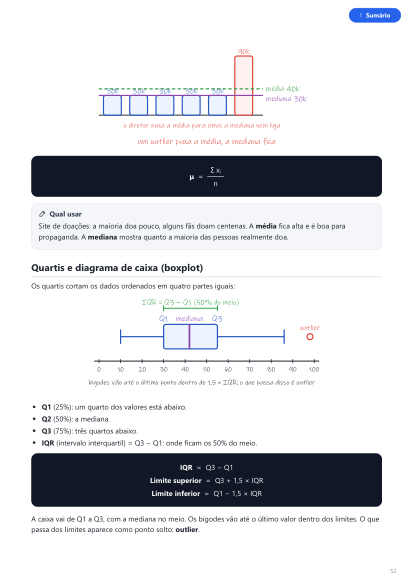 ↑ Sumário
90k
30k 30k 30k 30k 30k
média 40k
mediana 30k
o diretor puxa a média para cima; a mediana nem liga
um outlier puxa a média, a mediana fica
μ = Σ xᵢ / n
Qual usar
Site de doações: a maioria doa pouco, alguns fãs doam centenas. A média fica alta e é boa para
propaganda. A mediana mostra quanto a maioria das pessoas realmente doa.
Quartis e diagrama de caixa (boxplot)
Os quartis cortam os dados ordenados em quatro partes iguais:
IQR = Q3 − Q1 (50% do meio)
Q1 mediana Q3
outlier
0 10 20 30 40 50 60 70 80 90 100
bigodes vão até o último ponto dentro de 1,5 × IQR; o que passa disso é outlier
• Q1 (25%): um quarto dos valores está abaixo.
• Q2 (50%): a mediana.
• Q3 (75%): três quartos abaixo.
• IQR (intervalo interquartil) = Q3 − Q1: onde ficam os 50% do meio.
IQR = Q3 − Q1
Limite superior = Q3 + 1,5 × IQR
Limite inferior = Q1 − 1,5 × IQR
A caixa vai de Q1 a Q3, com a mediana no meio. Os bigodes vão até o último valor dentro dos limites. O que
passa dos limites aparece como ponto solto: outlier.
52